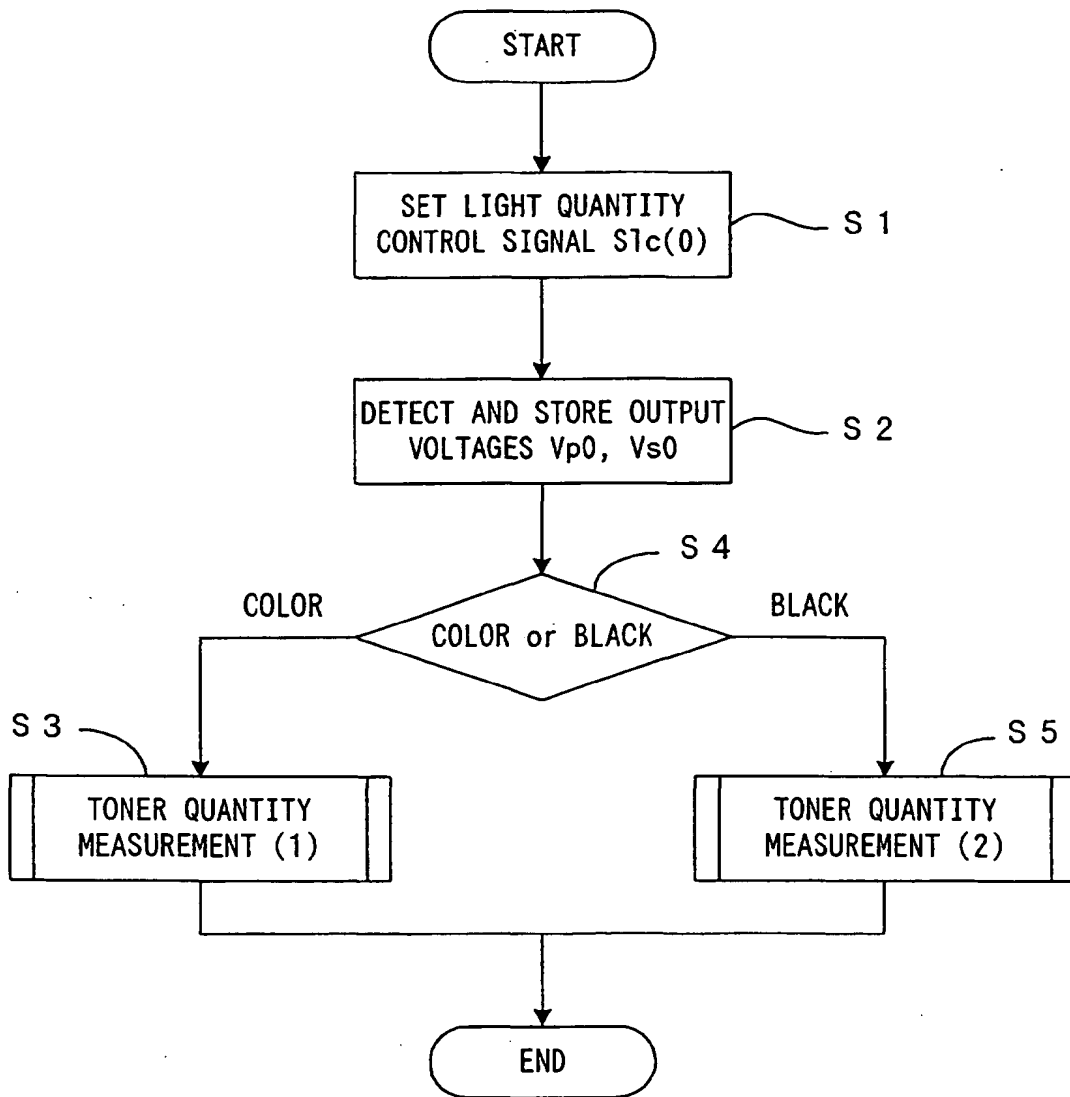 START
SET LIGHT QUANTITY
CONTROL SIGNAL Slc(0)
S 1
DETECT AND STORE OUTPUT
VOLTAGES Vp0, Vs0
S 2
S 4
COLOR
BLACK
COLOR or BLACK
S 3
S 5
TONER QUANTITY
MEASUREMENT (1)
TONER QUANTITY
MEASUREMENT (2)
END